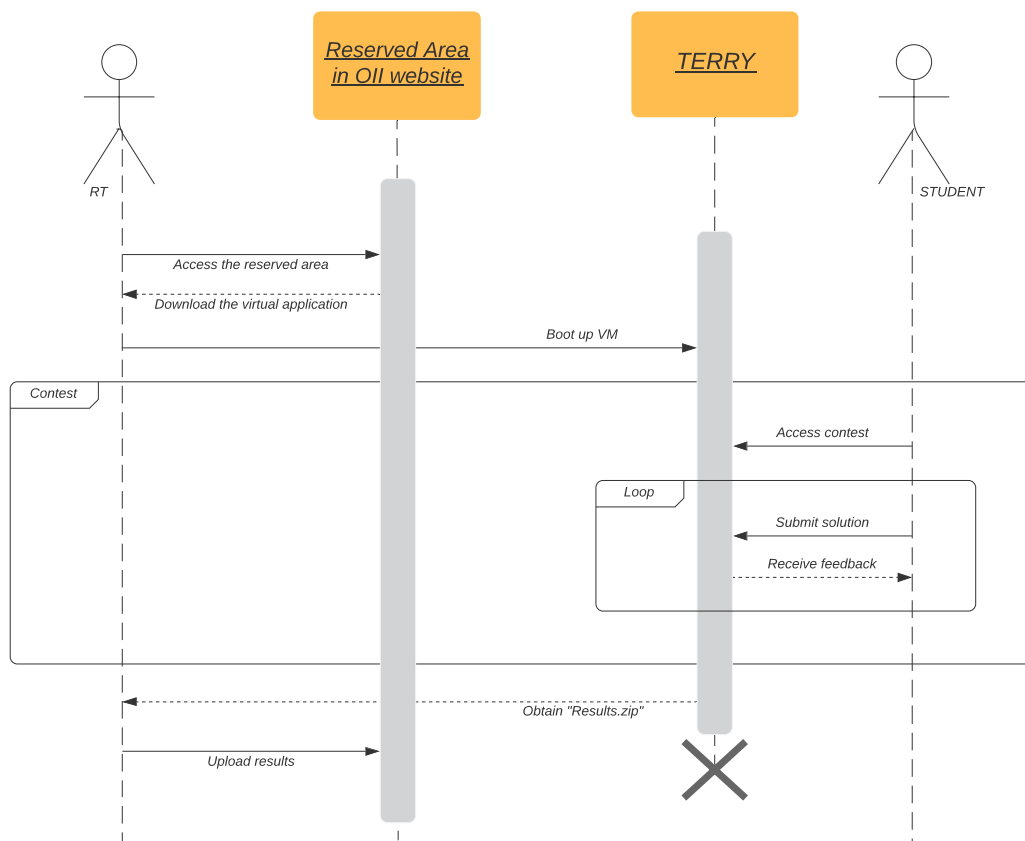 Reserved Area
in OII website
TERRY
RT
STUDENT
Access the reserved area
Download the virtual application
Boot up VM
Contest
Access contest
Loop
Submit solution
Receive feedback
Obtain "Results.zip"
Upload results